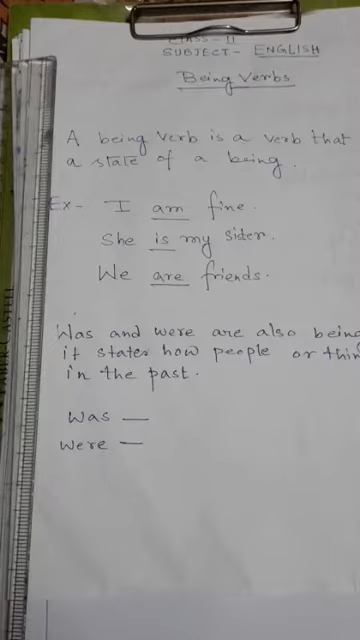 CLASS - II
SUBJECT - ENGLISH
Being Verbs
A being verb is a verb that
a state of a being.
Ex - I am fine.
She is my sister.
We are friends.
Was and were are also being
it states how people or thin
in the past.
Was —
Were —